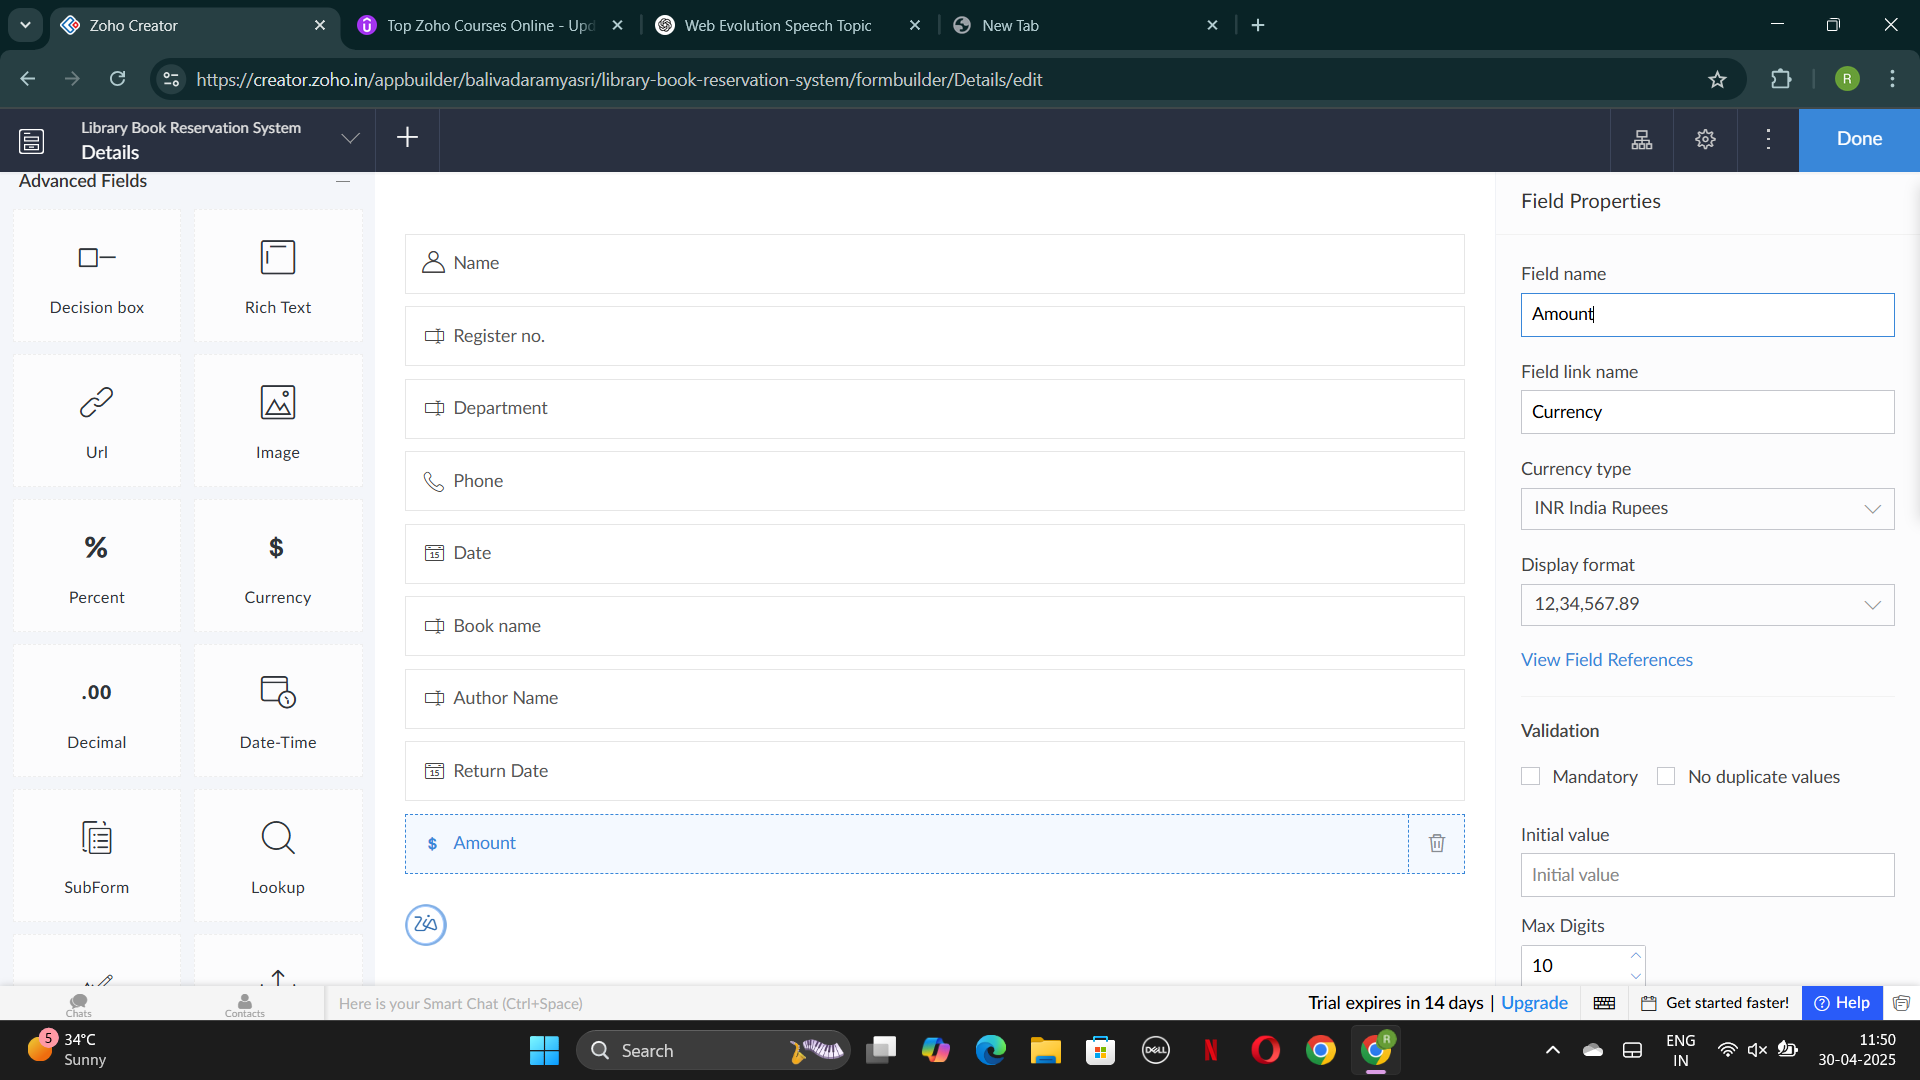 Zoho Creator
Top Zoho Courses Online - Upd
Web Evolution Speech Topic
New Tab
https://creator.zoho.in/appbuilder/balivadaramyasri/library-book-reservation-system/formbuilder/Details/edit
R
Library Book Reservation System
Details
Done
Advanced Fields
Decision box
Rich Text
Url
Image
%
Percent
$
Currency
.00
Decimal
Date-Time
SubForm
Lookup
Name
Register no.
Department
Phone
15 Date
Book name
Author Name
15 Return Date
$ Amount
Zia
Field Properties
Field name
Amount
Field link name
Currency
Currency type
INR India Rupees
Display format
12,34,567.89
View Field References
Validation
Mandatory
No duplicate values
Initial value
Initial value
Max Digits
10
Chats
Contacts
Here is your Smart Chat (Ctrl+Space)
Trial expires in 14 days | Upgrade
Get started faster!
? Help
5
34°C
Sunny
Search
DELL
N
R
ENG
IN
11:50
30-04-2025